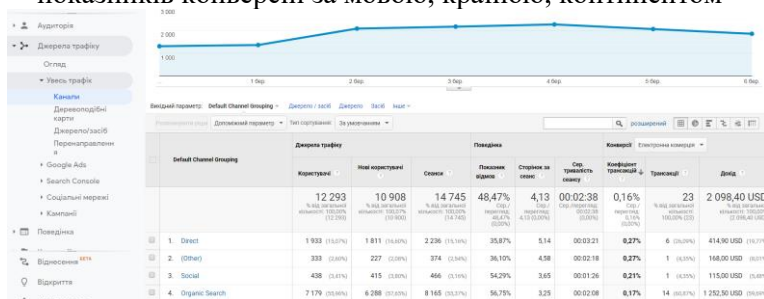 показників конверсії за мовою, країною, континентом
Аудиторія
Джерела трафіку
Огляд
Увесь трафік
Канали
Деревоподібні карти
Джерело/засіб
Перенаправлення
Google Ads
Search Console
Соціальні мережі
Кампанії
Поведінка
Віднесення BETA
Відкриття
3 000
2 000
1 000
1 бер.
2 бер.
3 бер.
4 бер.
5 бер.
6 бер.
Вихідний параметр: Default Channel Grouping Джерело / засіб Джерело Засіб Інше
Допоміжний параметр Тип сортування: За умовчанням розширений
Default Channel Grouping
Джерела трафіку Поведінка Конверсії Електронна комерція
Користувачі Нові користувачі Сеанси Показник відмов Сторінок за сеанс Сер. тривалість сеансу Коефіцієнт трансакцій Трансакції Дохід
12 293 10 908 14 745 48,47% 4,13 00:02:38 0,16% 23 2 098,40 USD
1. Direct 1 933 1 811 2 236 35,87% 5,14 00:03:21 0,27% 6 414,90 USD
2. (Other) 333 227 374 36,10% 4,58 00:02:18 0,27% 1 168,00 USD
3. Social 438 415 466 54,29% 3,65 00:01:26 0,21% 1 115,00 USD
4. Organic Search 7 179 6 288 8 165 56,75% 3,25 00:02:08 0,17% 14 1 252,50 USD